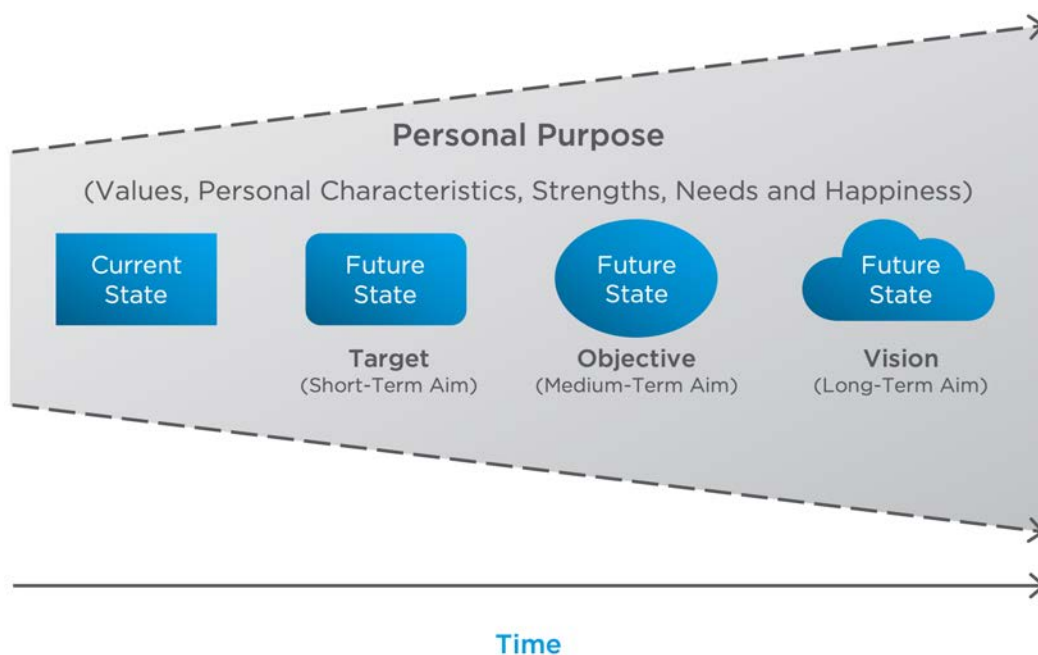 Personal Purpose
(Values, Personal Characteristics, Strengths, Needs and Happiness)
Current
State
Future
State
Target
(Short-Term Aim)
Future
State
Objective
(Medium-Term Aim)
Future
State
Vision
(Long-Term Aim)
Time